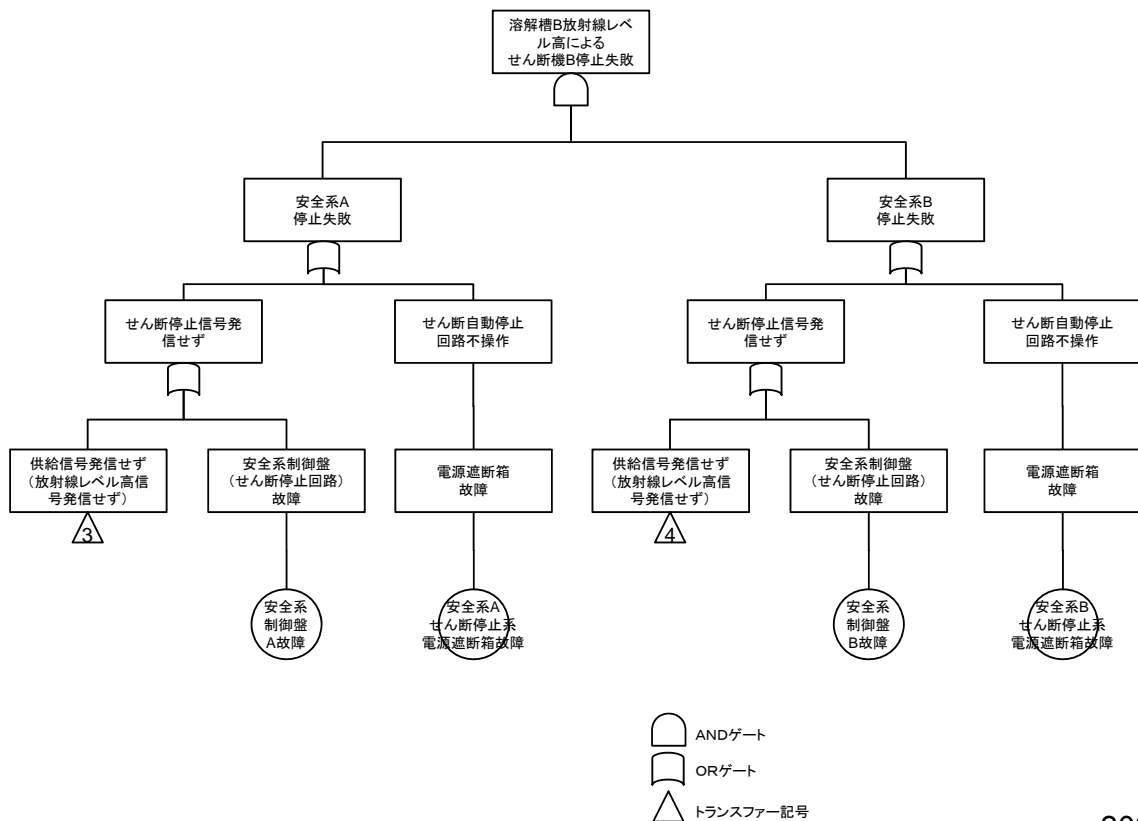 溶解槽B放射線レベ
ル高による
せん断機B停止失敗
安全系A
停止失敗
安全系B
停止失敗
せん断停止信号発
信せず
せん断自動停止
回路不操作
せん断停止信号発
信せず
せん断自動停止
回路不操作
供給信号発信せず
(放射線レベル高信
号発信せず)
3
安全系制御盤
(せん断停止回路)
故障
電源遮断箱
故障
供給信号発信せず
(放射線レベル高信
号発信せず)
4
安全系制御盤
(せん断停止回路)
故障
電源遮断箱
故障
安全系
制御盤
A故障
安全系A
せん断停止系
電源遮断箱故障
安全系
制御盤
B故障
安全系B
せん断停止系
電源遮断箱故障
ANDゲート
ORゲート
トランスファー記号